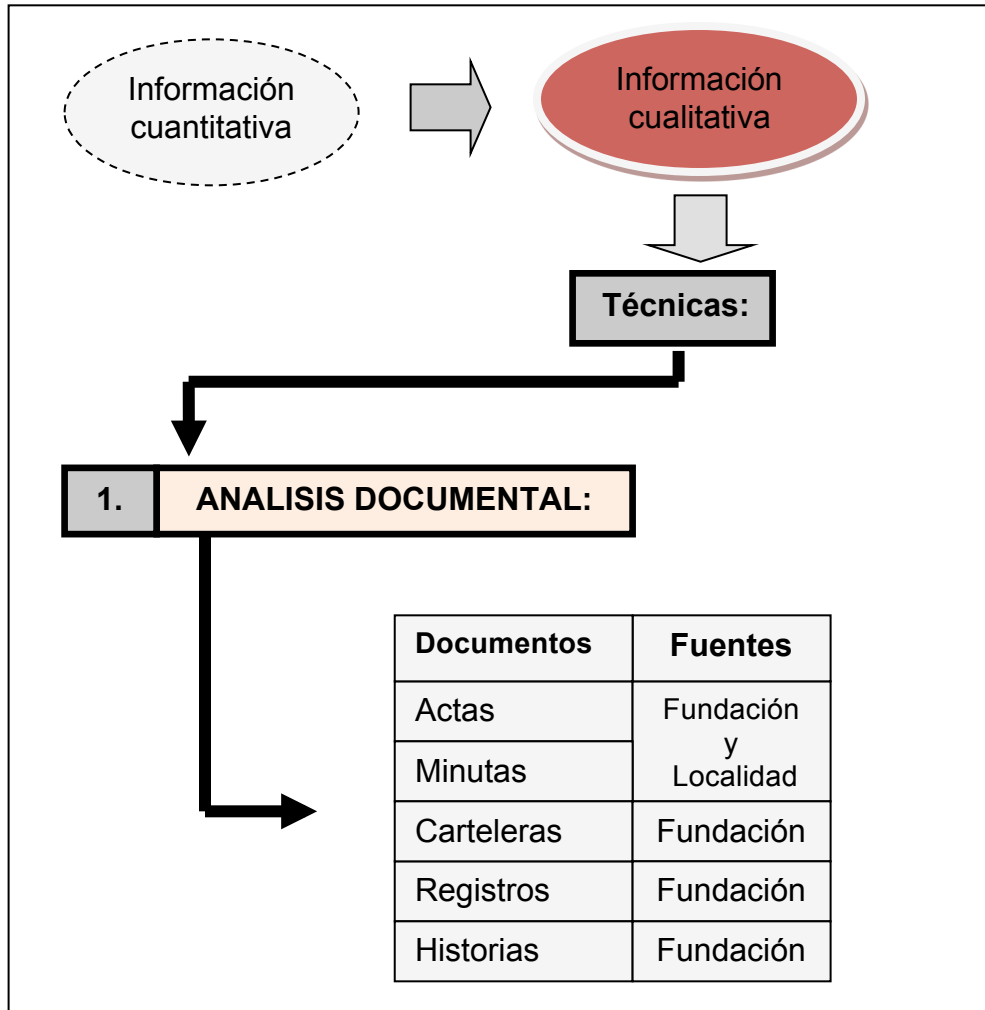 Información
cuantitativa
Información
cualitativa
Técnicas:
1. ANALISIS DOCUMENTAL:
Documentos Fuentes
Actas
Fundación
y
Localidad
Minutas
Carteleras Fundación
Registros Fundación
Historias Fundación